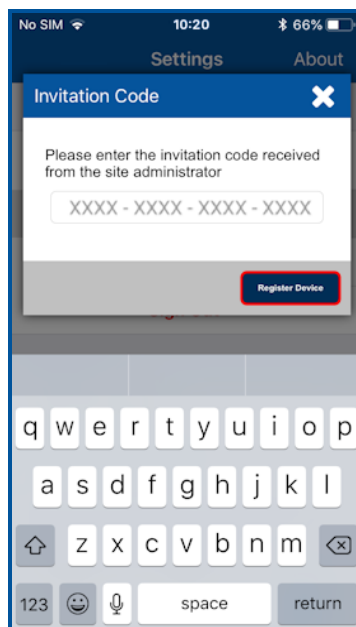 No SIM 10:20 66%
Settings About
Invitation Code
Please enter the invitation code received
from the site administrator
XXXX - XXXX - XXXX - XXXX
Register Device
q w e r t y u i o p
a s d f g h j k l
z x c v b n m
123 space return